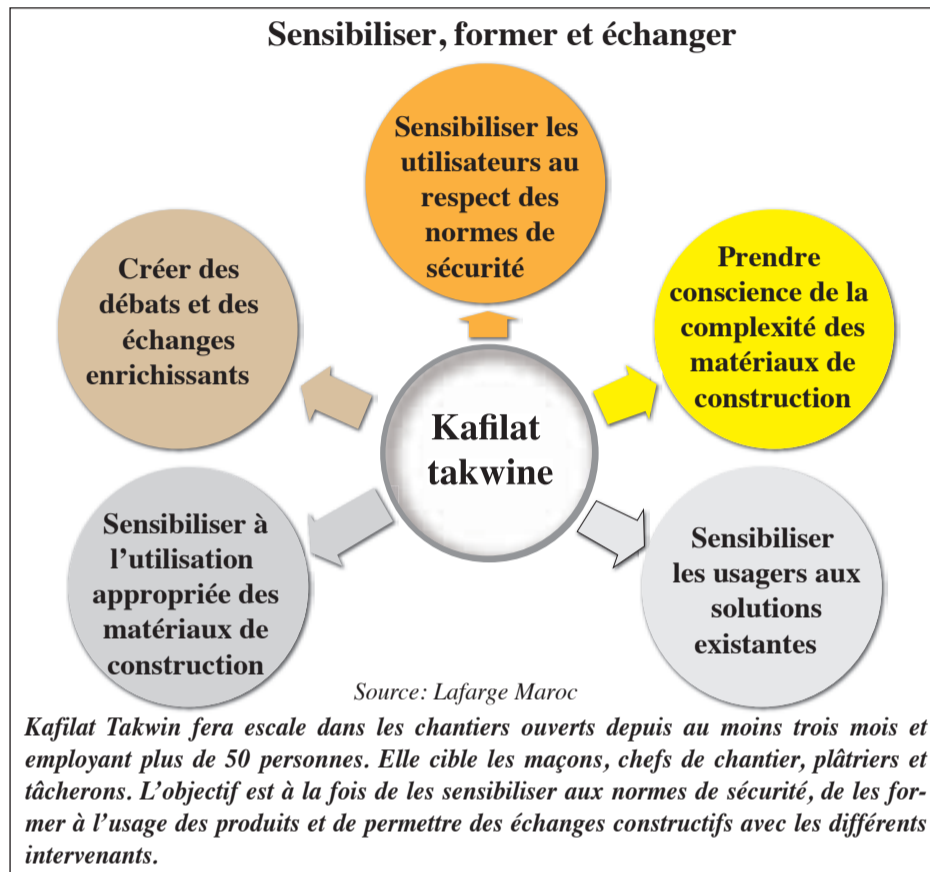 Sensibiliser, former et échanger
Sensibiliser les
utilisateurs au
respect des
normes de
sécurité
Créer des
débats et des
échanges
enrichissants
Prendre
conscience de la
complexité des
matériaux de
construction
Kafilat
takwine
Sensibiliser à
l’utilisation
appropriée des
matériaux de
construction
Sensibiliser
les usagers aux
solutions
existantes
Source: Lafarge Maroc
Kafilat Takwin fera escale dans les chantiers ouverts depuis au moins trois mois et
employant plus de 50 personnes. Elle cible les maçons, chefs de chantier, plâtriers et
tâcherons. L’objectif est à la fois de les sensibiliser aux normes de sécurité, de les for-
mer à l’usage des produits et de permettre des échanges constructifs avec les différents
intervenants.